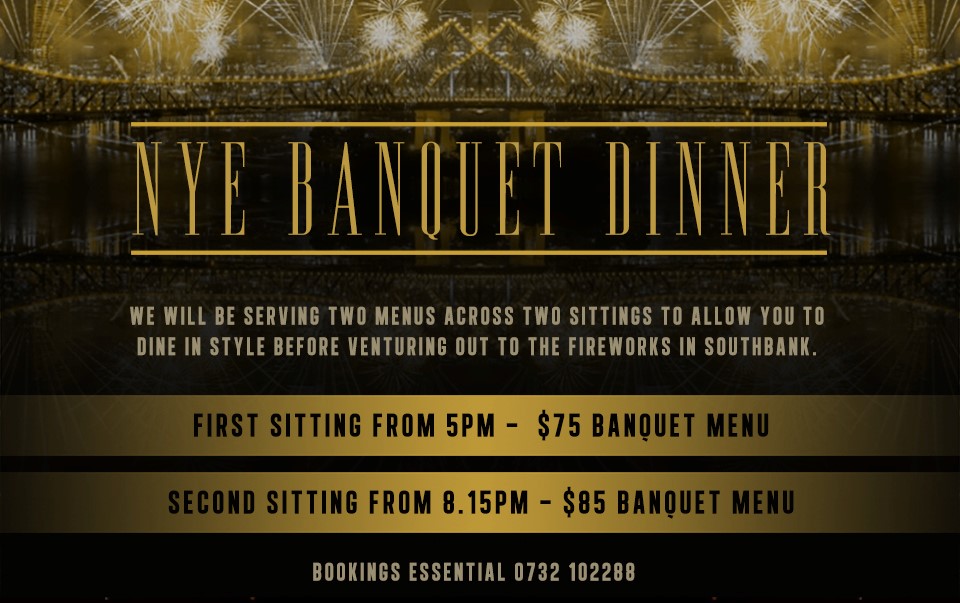 NYE BANQUET DINNER
WE WILL BE SERVING TWO MENUS ACROSS TWO SITTINGS TO ALLOW YOU TO
DINE IN STYLE BEFORE VENTURING OUT TO THE FIREWORKS IN SOUTHBANK.
FIRST SITTING FROM 5PM - $75 BANQUET MENU
SECOND SITTING FROM 8.15PM - $85 BANQUET MENU
BOOKINGS ESSENTIAL 0732 102288